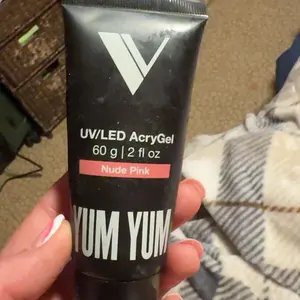 UV/LED AcryGel
60 g | 2 fl oz
Nude Pink
YUM YUM